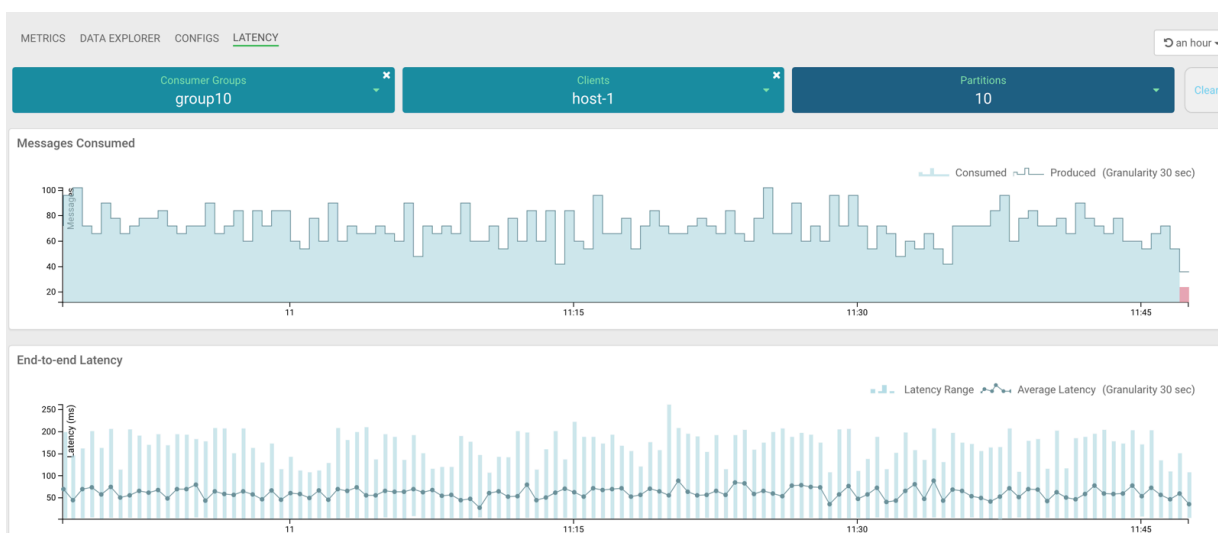 METRICS DATA EXPLORER CONFIGS LATENCY
an hour
Consumer Groups
group10
Clients
host-1
Partitions
10
Clear
Messages Consumed
Consumed Produced (Granularity 30 sec)
Messages
100
80
60
40
20
11 11:15 11:30 11:45
End-to-end Latency
Latency Range Average Latency (Granularity 30 sec)
Latency (ms)
250
200
150
100
50
11 11:15 11:30 11:45